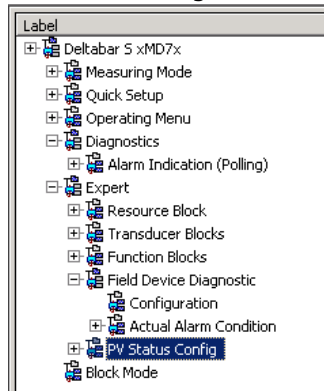 Label
Deltabar S xMD7x
Measuring Mode
Quick Setup
Operating Menu
Diagnostics
Alarm Indication (Polling)
Expert
Resource Block
Transducer Blocks
Function Blocks
Field Device Diagnostic
Configuration
Actual Alarm Condition
PV Status Config
Block Mode